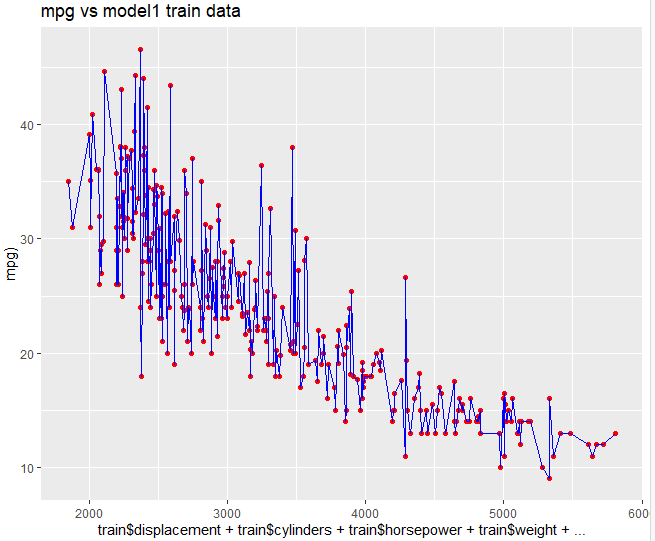 mpg vs model1 train data
40
30
20
10
mpg)
2000 3000 4000 5000 6000
train$displacement + train$cylinders + train$horsepower + train$weight + ...